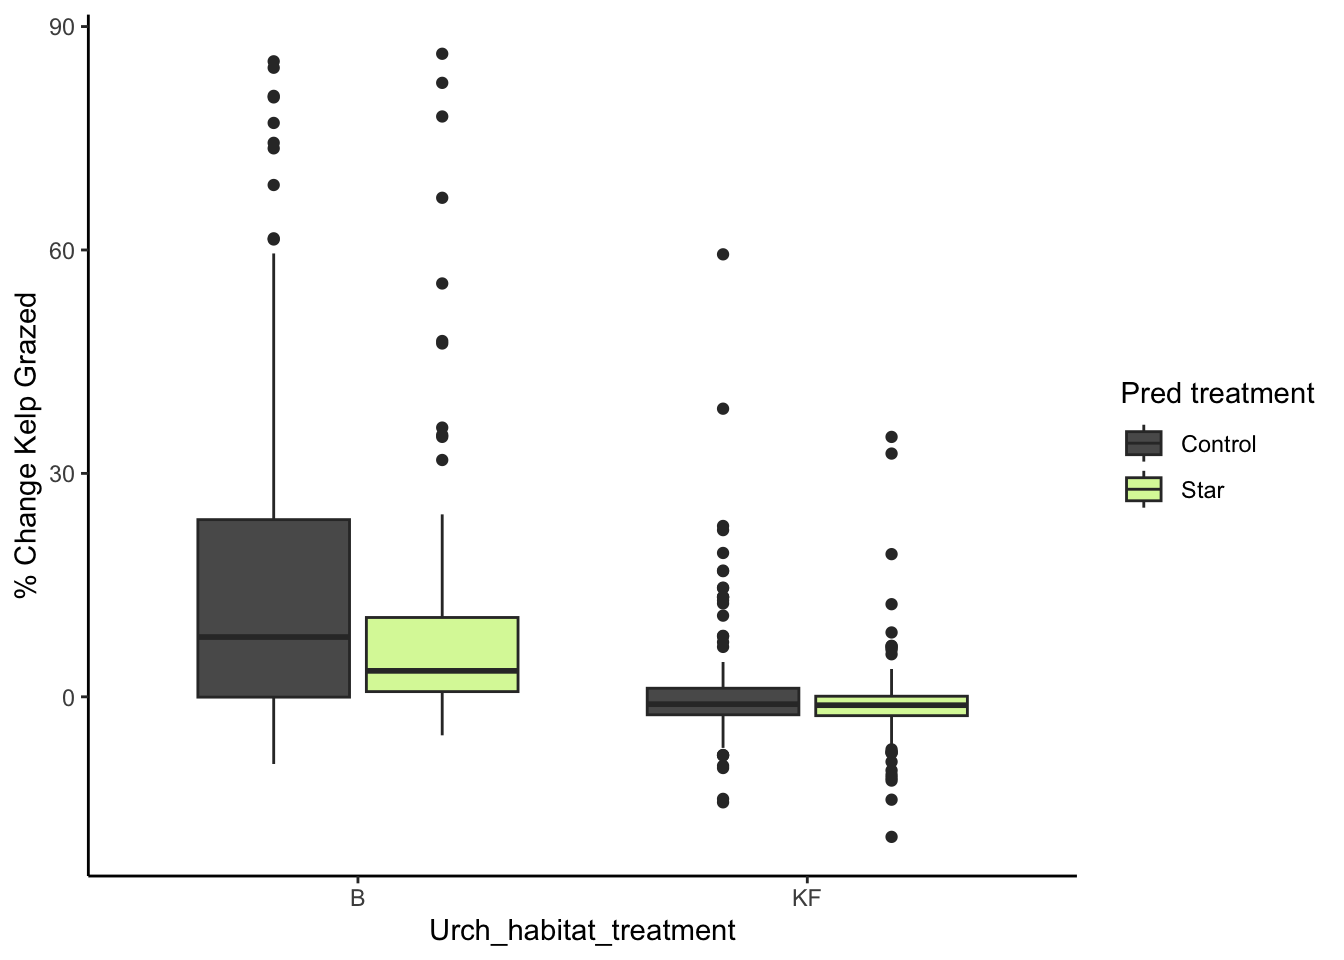 90
60
30
0
% Change Kelp Grazed
B
KF
Urch_habitat_treatment
Pred treatment
Control
Star